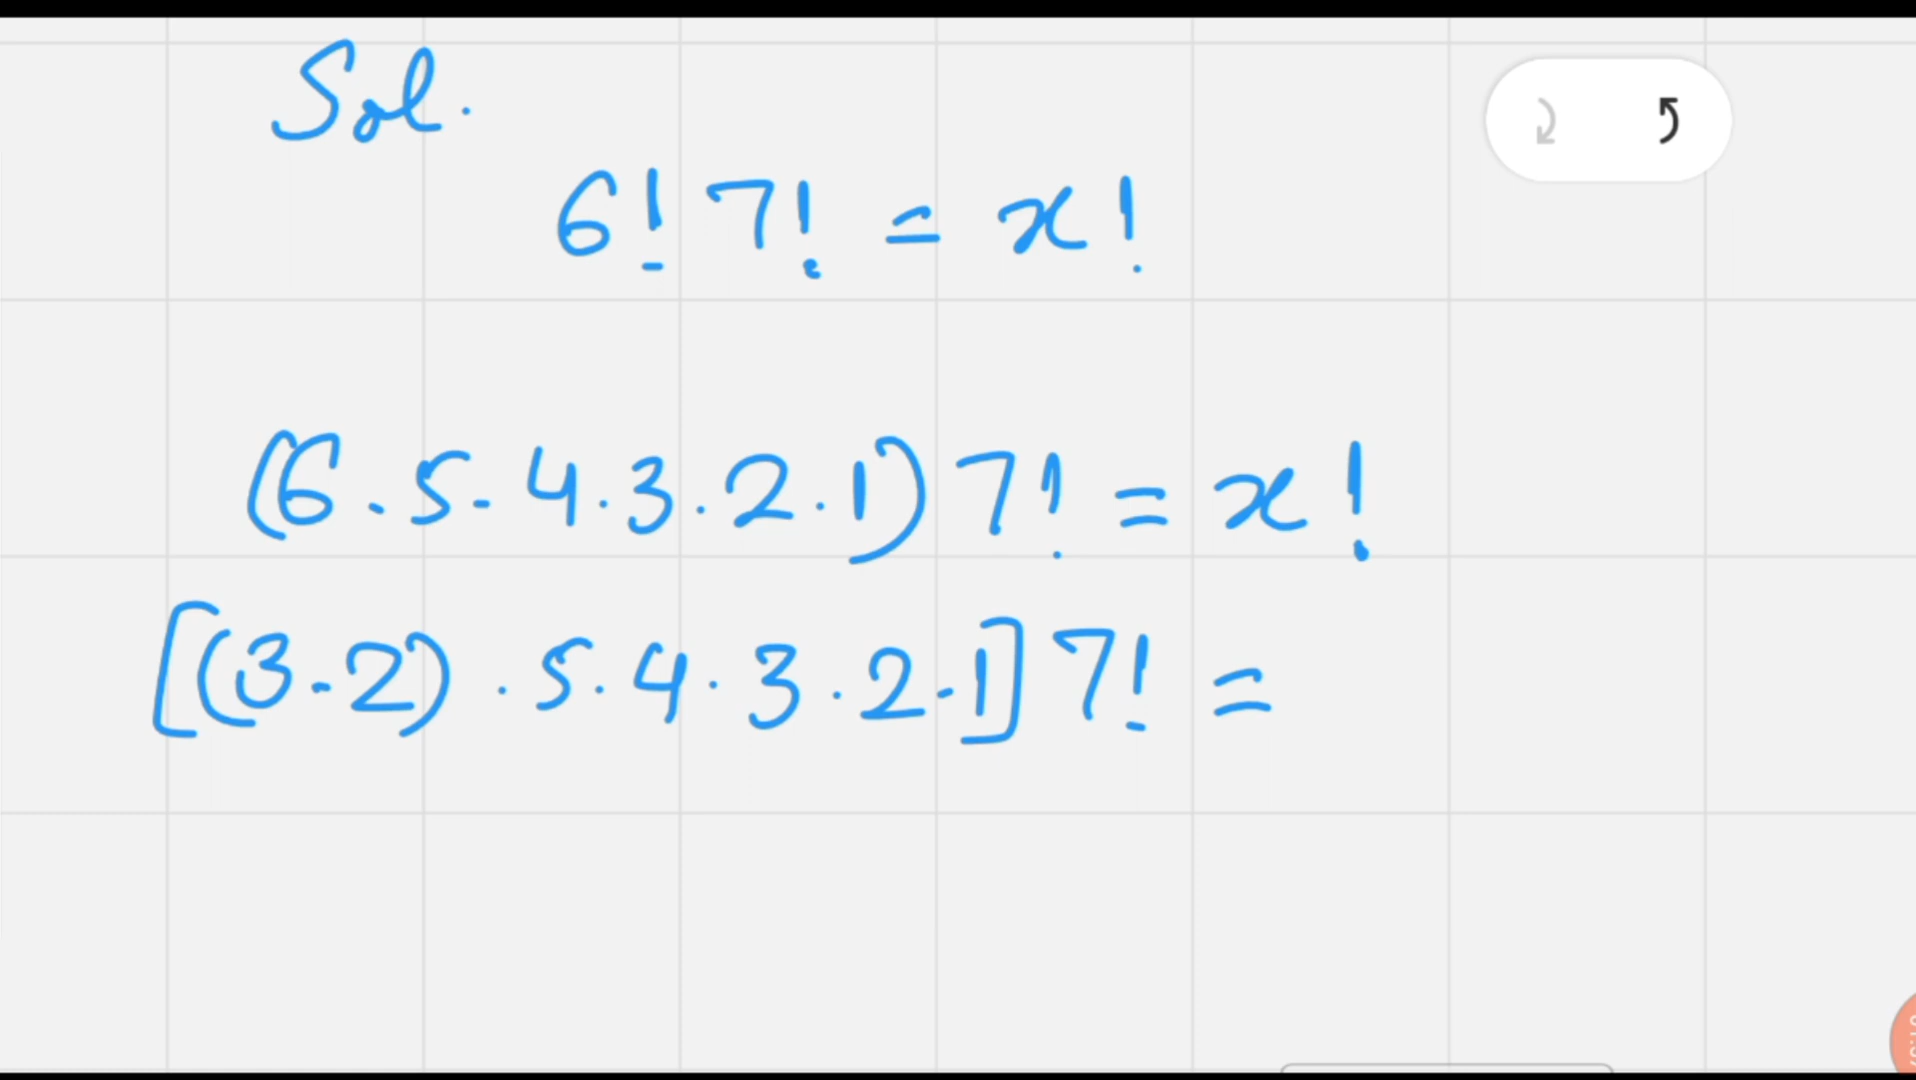 Sol.
6! 7! = x!
(6.5.4.3.2.1) 7! = x!
[(3.2).5.4.3.2.1] 7! =